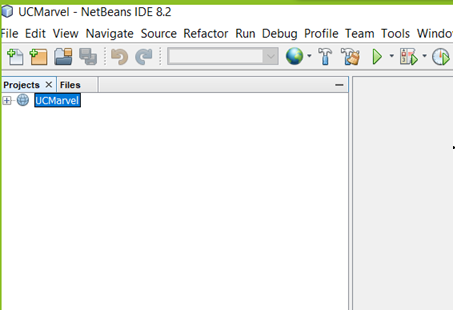 UCMarvel - NetBeans IDE 8.2
File Edit View Navigate Source Refactor Run Debug Profile Team Tools Windo
Projects Files
UCMarvel